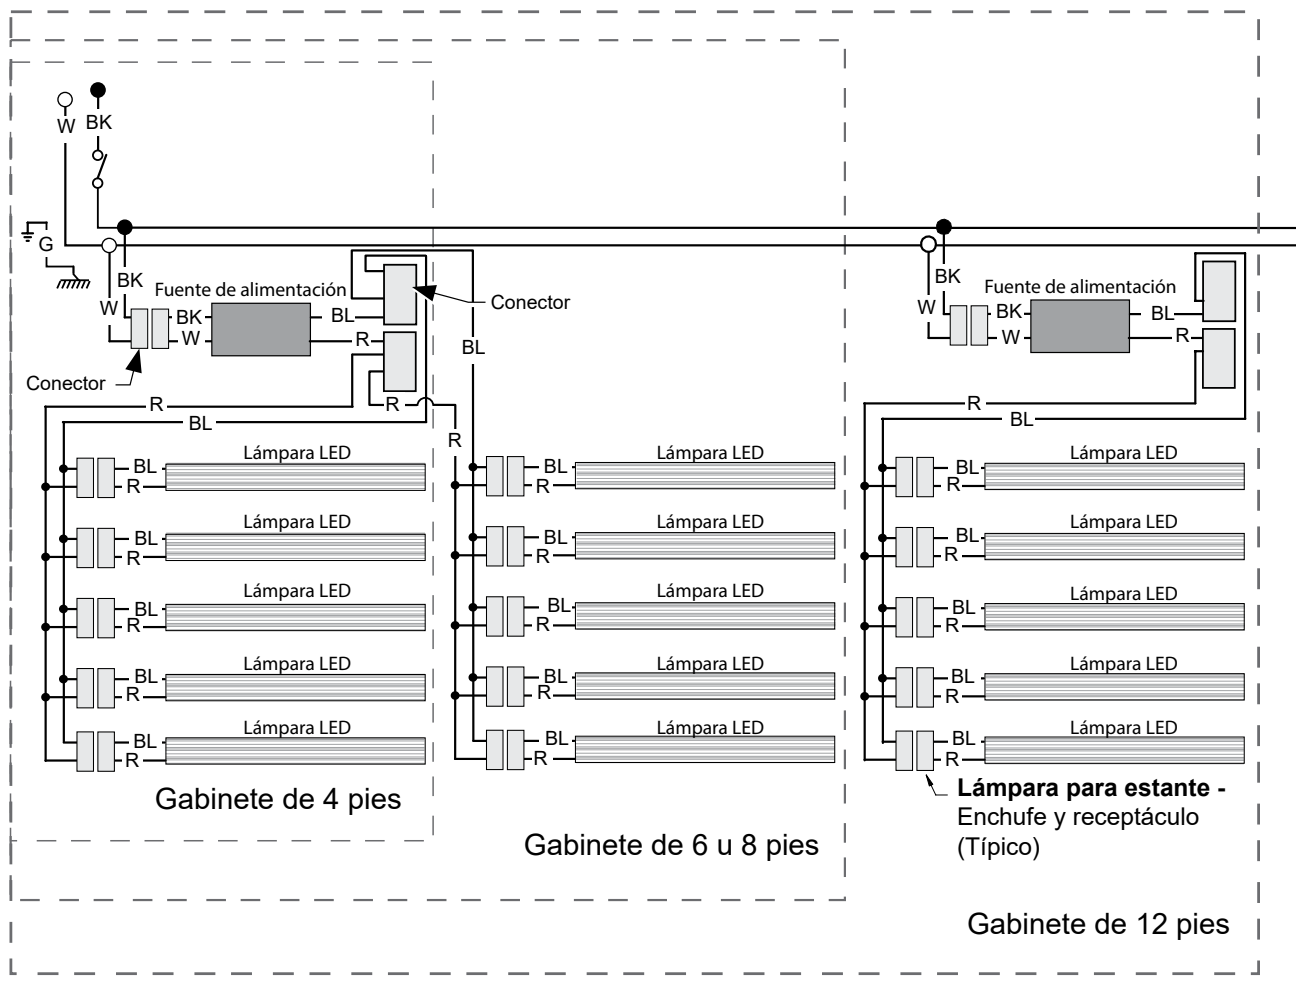 W
BK
G
BK
W
Fuente de alimentación
BK
W
BL
R
Conector
Conector
BL
R
BL
R
R
BK
W
Fuente de alimentación
BK
W
BL
R
R
BL
BL
R
Lámpara LED
BL
R
Lámpara LED
BL
R
Lámpara LED
BL
R
Lámpara LED
BL
R
Lámpara LED
BL
R
Lámpara LED
BL
R
Lámpara LED
BL
R
Lámpara LED
BL
R
Lámpara LED
BL
R
Lámpara LED
BL
R
Lámpara LED
BL
R
Lámpara LED
BL
R
Lámpara LED
BL
R
Lámpara LED
BL
R
Lámpara LED
Gabinete de 4 pies
Lámpara para estante -
Enchufe y receptáculo
(Típico)
Gabinete de 6 u 8 pies
Gabinete de 12 pies